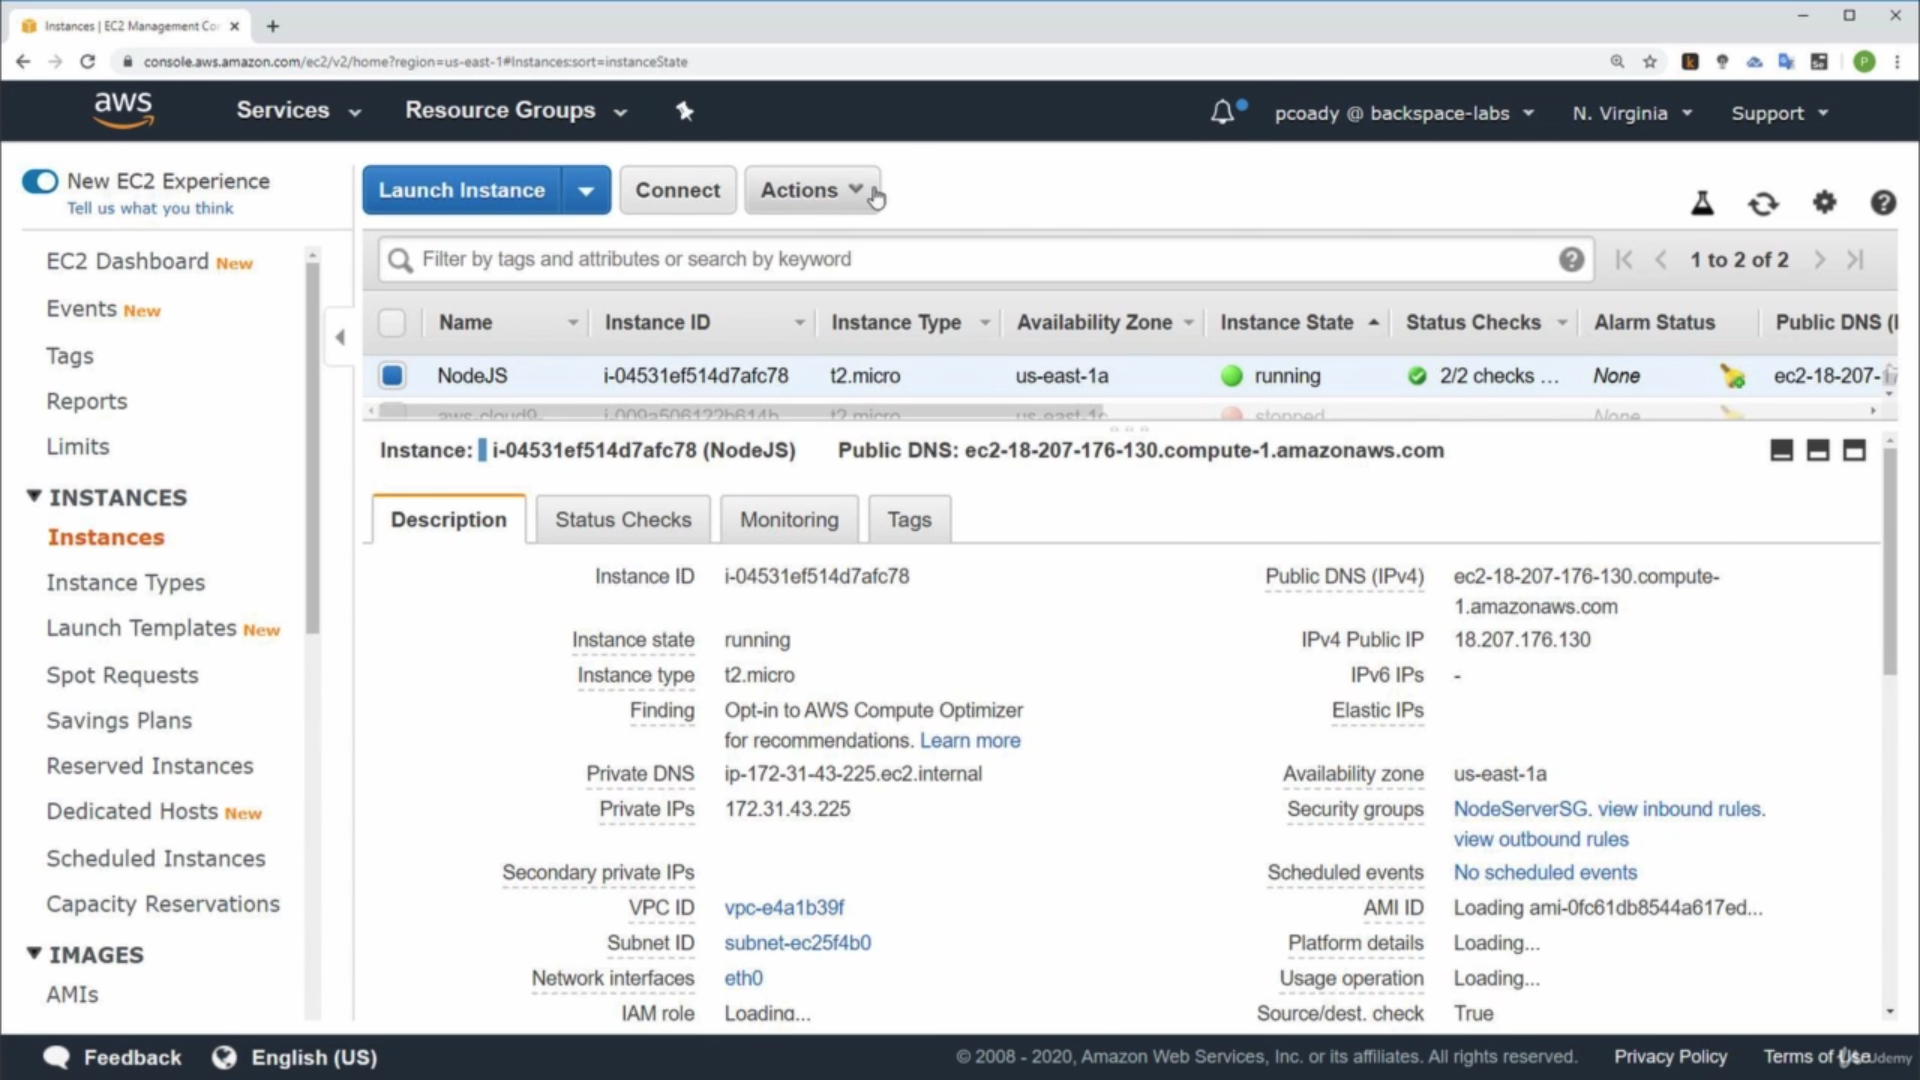 Instances | EC2 Management Co
console.aws.amazon.com/ec2/v2/home?region=us-east-1#Instances:sort=instanceState
aws Services Resource Groups pcoady @ backspace-labs N. Virginia Support
New EC2 Experience
Tell us what you think
Launch Instance Connect Actions
EC2 Dashboard New
Events New
Tags
Reports
Limits
INSTANCES
Instances
Instance Types
Launch Templates New
Spot Requests
Savings Plans
Reserved Instances
Dedicated Hosts New
Scheduled Instances
Capacity Reservations
IMAGES
AMIs
Filter by tags and attributes or search by keyword 1 to 2 of 2
Name Instance ID Instance Type Availability Zone Instance State Status Checks Alarm Status Public DNS (I
NodeJS i-04531ef514d7afc78 t2.micro us-east-1a running 2/2 checks ... None ec2-18-207-
aws-cloud9- i-009a506122b614b t2.micro us-east-1c stopped None
Instance: i-04531ef514d7afc78 (NodeJS) Public DNS: ec2-18-207-176-130.compute-1.amazonaws.com
Description Status Checks Monitoring Tags
Instance ID i-04531ef514d7afc78
Instance state running
Instance type t2.micro
Finding Opt-in to AWS Compute Optimizer
for recommendations. Learn more
Private DNS ip-172-31-43-225.ec2.internal
Private IPs 172.31.43.225
Secondary private IPs
VPC ID vpc-e4a1b39f
Subnet ID subnet-ec25f4b0
Network interfaces eth0
IAM role Loading...
Public DNS (IPv4) ec2-18-207-176-130.compute-
1.amazonaws.com
IPv4 Public IP 18.207.176.130
IPv6 IPs -
Elastic IPs
Availability zone us-east-1a
Security groups NodeServerSG. view inbound rules.
view outbound rules
Scheduled events No scheduled events
AMI ID Loading ami-0fc61db8544a617ed...
Platform details Loading...
Usage operation Loading...
Source/dest. check True
Feedback English (US) © 2008 - 2020, Amazon Web Services, Inc. or its affiliates. All rights reserved. Privacy Policy Terms of Use
Udemy